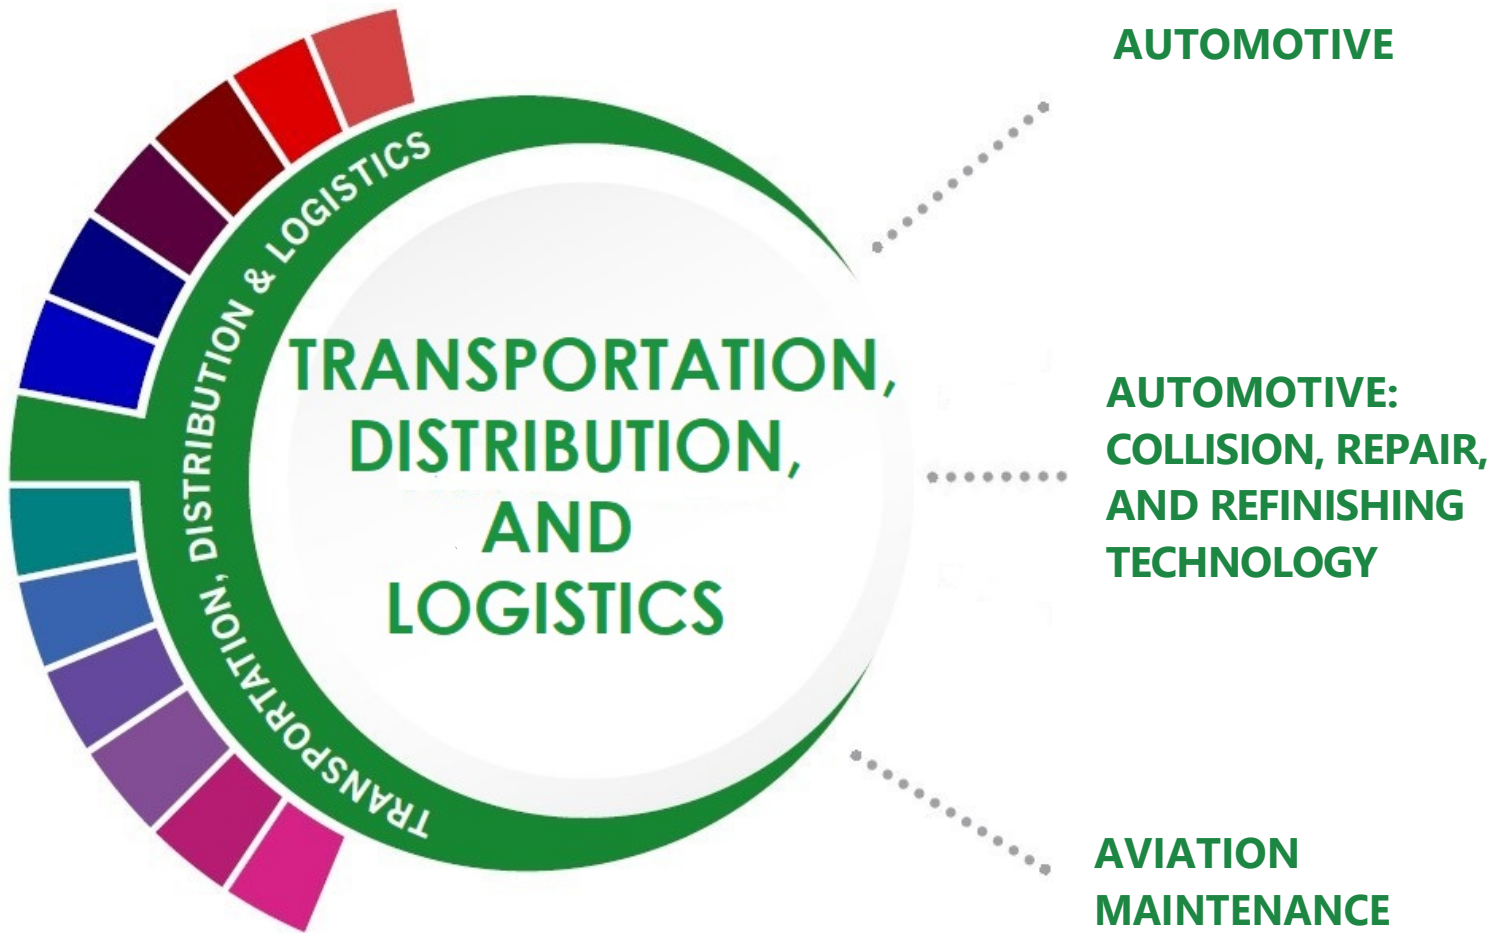 AUTOMOTIVE
TRANSPORTATION, DISTRIBUTION & LOGISTICS
TRANSPORTATION,
DISTRIBUTION,
AND
LOGISTICS
AUTOMOTIVE:
COLLISION, REPAIR,
AND REFINISHING
TECHNOLOGY
AVIATION
MAINTENANCE